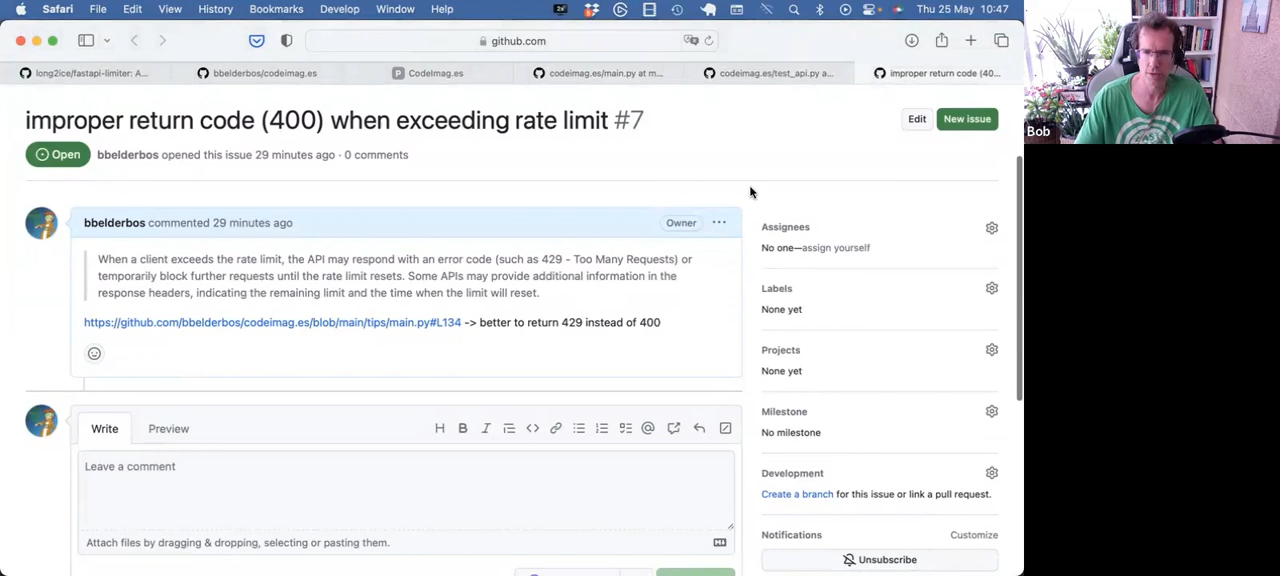 Safari File Edit View History Bookmarks Develop Window Help Thu 25 May 10:47
github.com
long2ice/fastapi-limiter: A... bbelderbos/codeimag.es CodeImag.es codeimag.es/main.py at m... codeimag.es/test_api.py a... improper return code (40...
improper return code (400) when exceeding rate limit #7
Edit New issue
Open bbelderbos opened this issue 29 minutes ago · 0 comments
bbelderbos commented 29 minutes ago Owner ...
When a client exceeds the rate limit, the API may respond with an error code (such as 429 - Too Many Requests) or
temporarily block further requests until the rate limit resets. Some APIs may provide additional information in the
response headers, indicating the remaining limit and the time when the limit will reset.
https://github.com/bbelderbos/codeimag.es/blob/main/tips/main.py#L134 -> better to return 429 instead of 400
Write Preview
H B I @
Leave a comment
Attach files by dragging & dropping, selecting or pasting them.
Assignees
No one—assign yourself
Labels
None yet
Projects
None yet
Milestone
No milestone
Development
Create a branch for this issue or link a pull request.
Notifications Customize
Unsubscribe
Bob